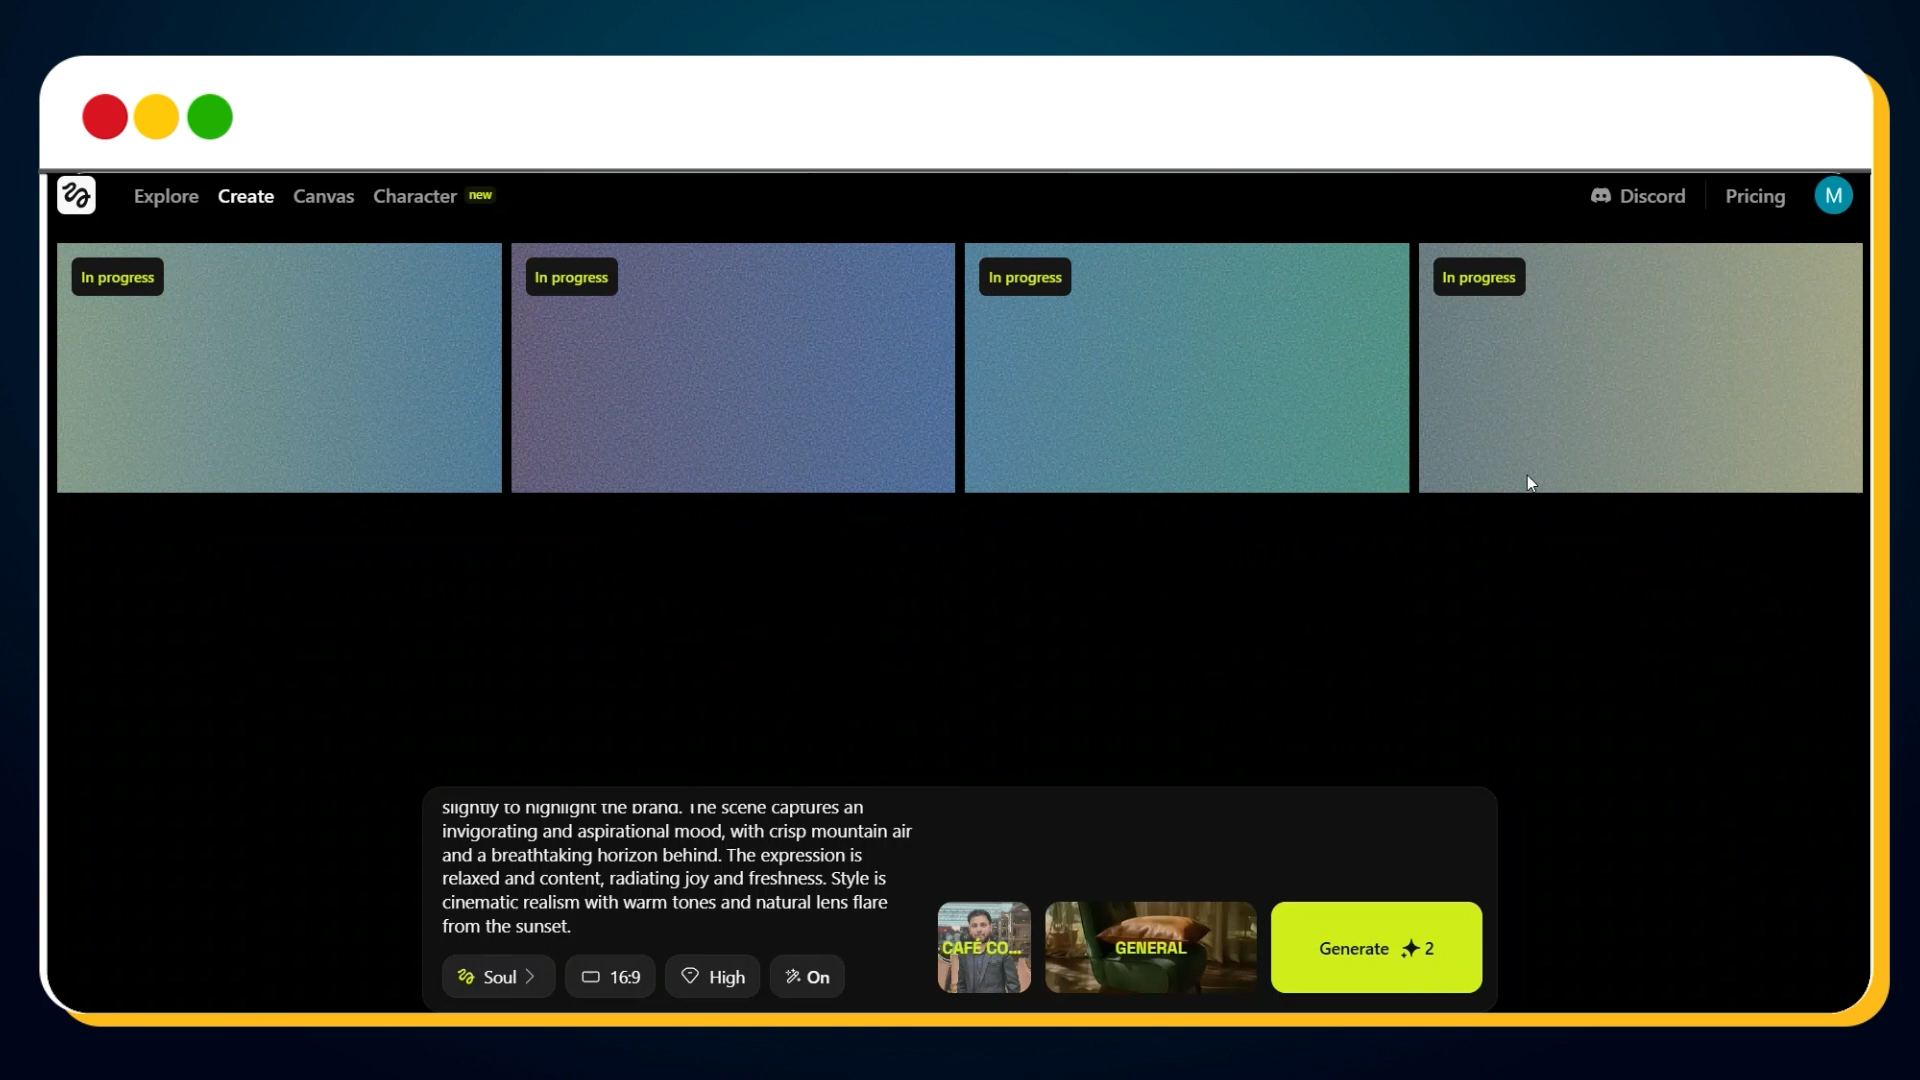 Explore Create Canvas Character new Discord Pricing M
In progress In progress In progress In progress
slightly to highlight the brand. The scene captures an
invigorating and aspirational mood, with crisp mountain air
and a breathtaking horizon behind. The expression is
relaxed and content, radiating joy and freshness. Style is
cinematic realism with warm tones and natural lens flare
from the sunset.
CAFÉ CO... GENERAL Generate 2
Soul 16:9 High On